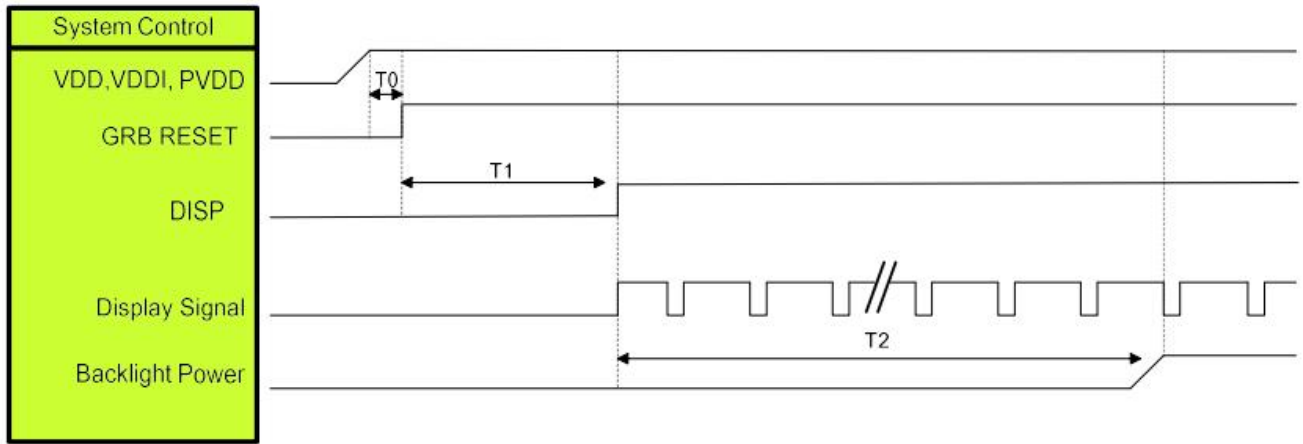 System Control
VDD,VDDI, PVDD
T0
GRB RESET
T1
DISP
Display Signal
T2
Backlight Power